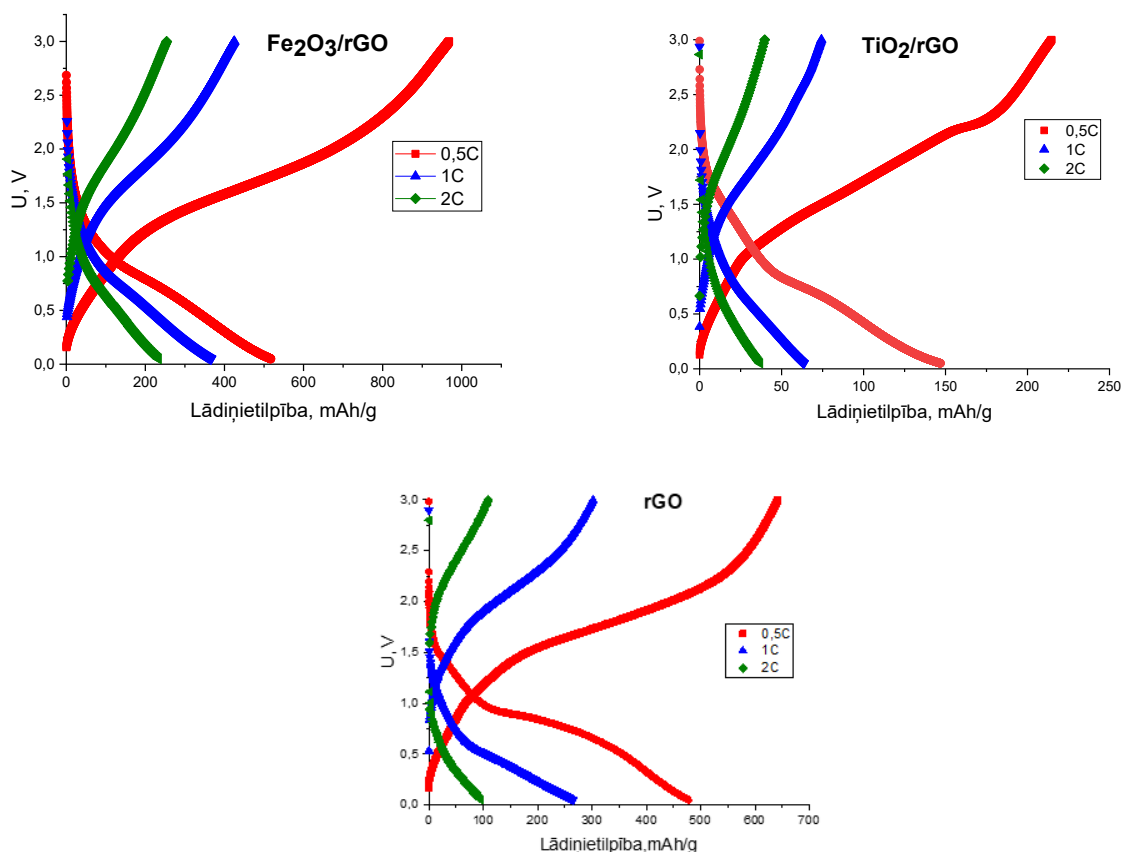 Fe2O3/rGO
3,0
2,5
2,0
1,5
1,0
0,5
0,0
U, V
0,5C
1C
2C
0 200 400 600 800 1000
Lādiņietilpība, mAh/g
TiO2/rGO
3,0
2,5
2,0
1,5
1,0
0,5
0,0
U, V
0,5C
1C
2C
0 50 100 150 200 250
Lādiņietilpība, mAh/g
rGO
3,0
2,5
2,0
1,5
1,0
0,5
0,0
U, V
0,5C
1C
2C
0 100 200 300 400 500 600 700
Lādiņietilpība,mAh/g